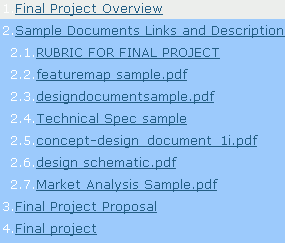 1.Final Project Overview
2.Sample Documents Links and Description
2.1.RUBRIC FOR FINAL PROJECT
2.2.featuremap sample.pdf
2.3.designdocumentsample.pdf
2.4.Technical Spec sample
2.5.concept-design_document_1i.pdf
2.6.design schematic.pdf
2.7.Market Analysis Sample.pdf
3.Final Project Proposal
4.Final project